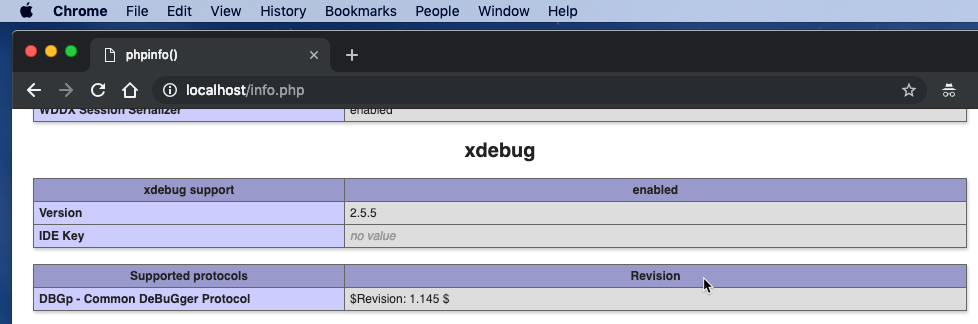 Chrome File Edit View History Bookmarks People Window Help
phpinfo()
localhost/info.php
WDDX Session Serializer enabled
xdebug
xdebug support enabled
Version 2.5.5
IDE Key no value
Supported protocols Revision
DBGp - Common DeBuGger Protocol $Revision: 1.145 $